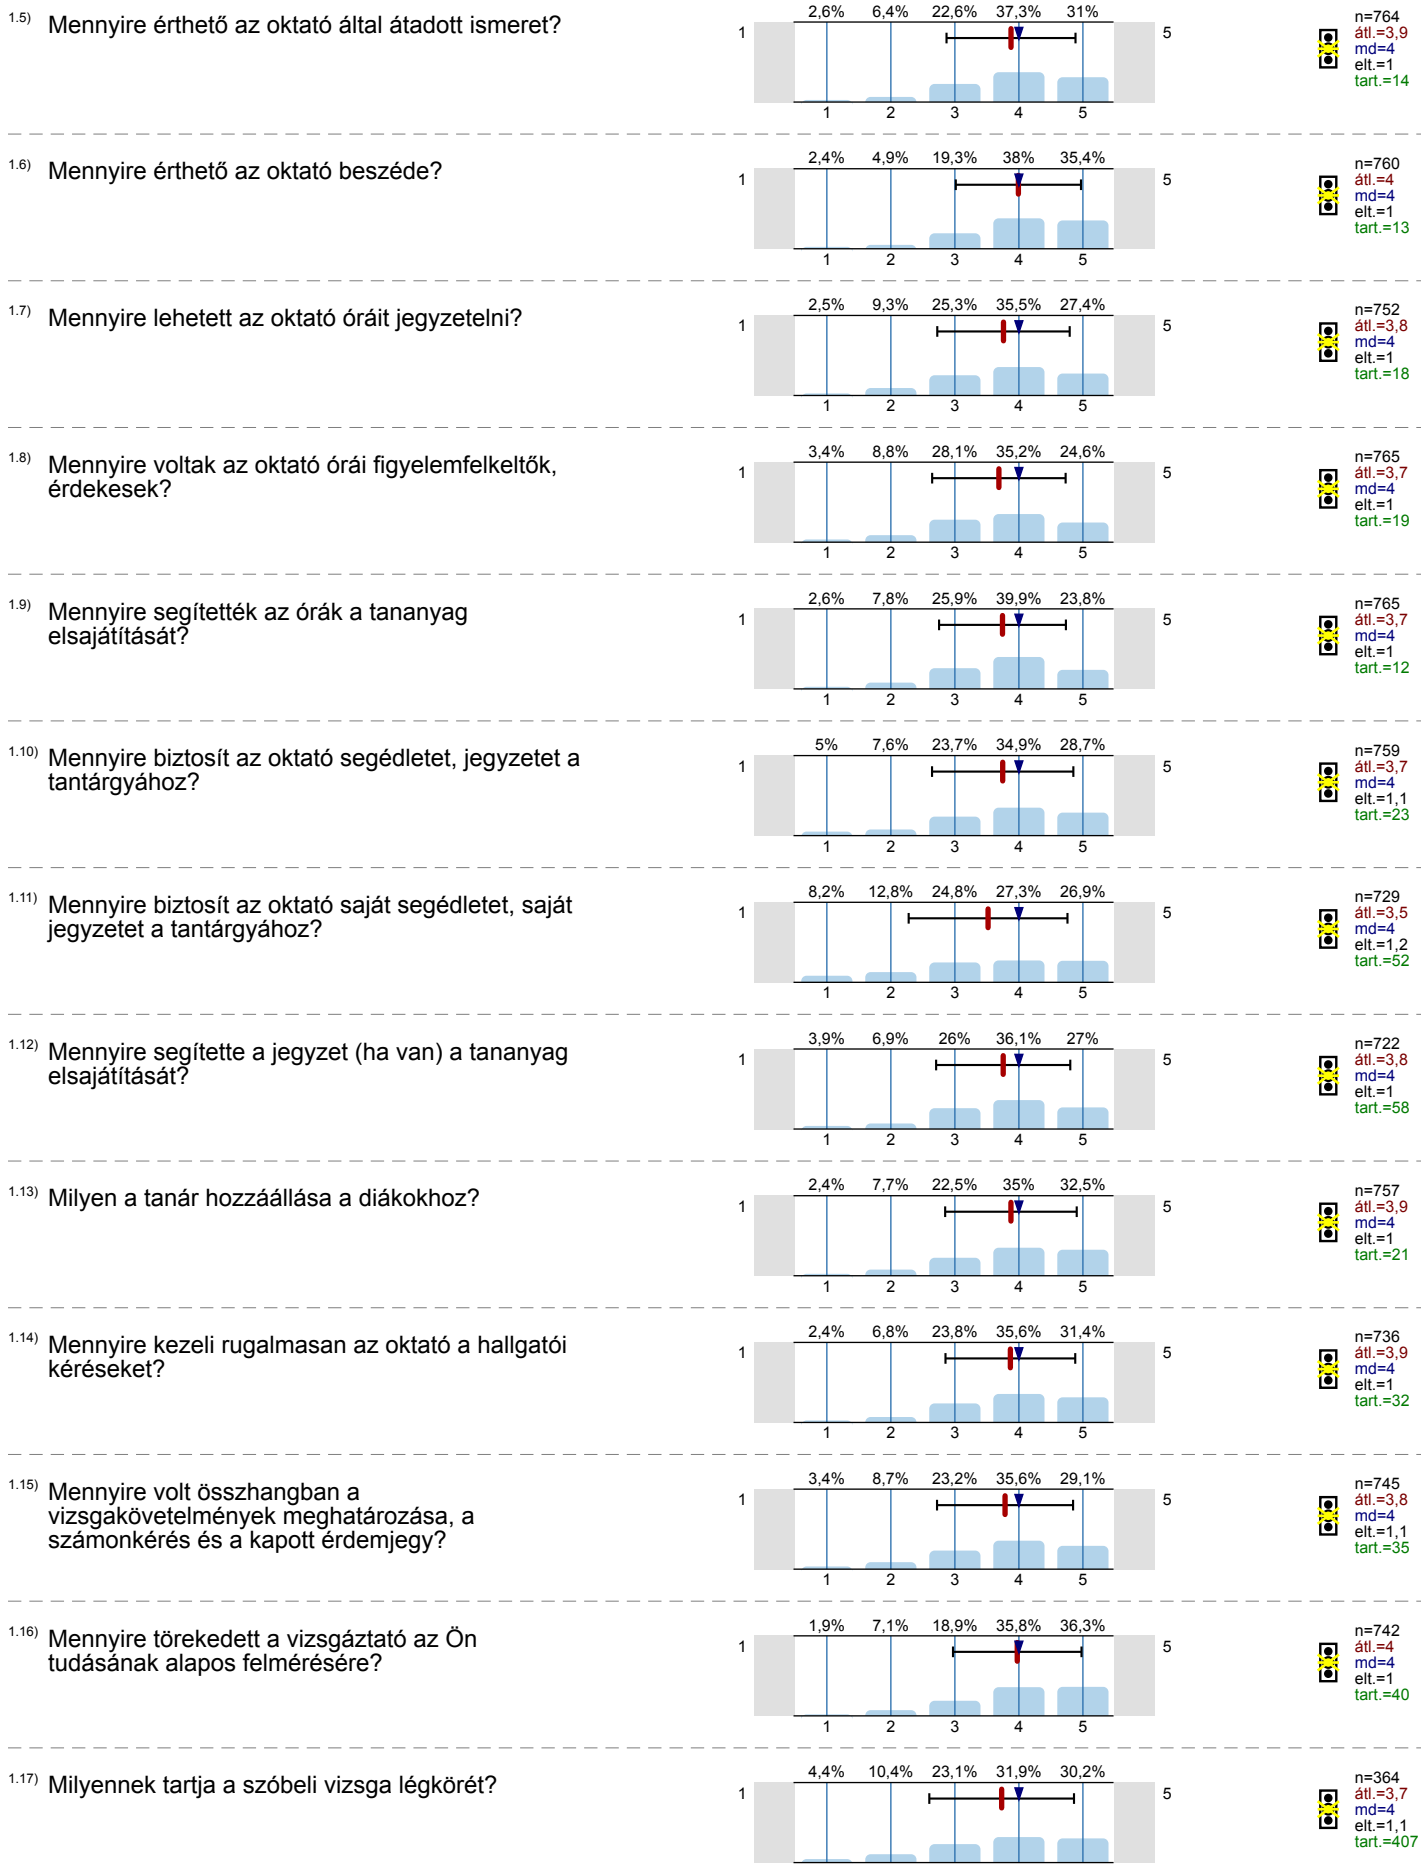 1.5) Mennyire érthető az oktató által átadott ismeret?
2,6% 6,4% 22,6% 37,3% 31%
1 5
1 2 3 4 5
n=764
átl.=3,9
md=4
elt.=1
tart.=14
1.6) Mennyire érthető az oktató beszéde?
2,4% 4,9% 19,3% 38% 35,4%
1 5
1 2 3 4 5
n=760
átl.=4
md=4
elt.=1
tart.=13
1.7) Mennyire lehetett az oktató óráit jegyzetelni?
2,5% 9,3% 25,3% 35,5% 27,4%
1 5
1 2 3 4 5
n=752
átl.=3,8
md=4
elt.=1
tart.=18
1.8) Mennyire voltak az oktató órái figyelemfelkeltők,
érdekesek?
3,4% 8,8% 28,1% 35,2% 24,6%
1 5
1 2 3 4 5
n=765
átl.=3,7
md=4
elt.=1
tart.=19
1.9) Mennyire segítették az órák a tananyag
elsajátítását?
2,6% 7,8% 25,9% 39,9% 23,8%
1 5
1 2 3 4 5
n=765
átl.=3,7
md=4
elt.=1
tart.=12
1.10) Mennyire biztosít az oktató segédletet, jegyzetet a
tantárgyához?
5% 7,6% 23,7% 34,9% 28,7%
1 5
1 2 3 4 5
n=759
átl.=3,7
md=4
elt.=1,1
tart.=23
1.11) Mennyire biztosít az oktató saját segédletet, saját
jegyzetet a tantárgyához?
8,2% 12,8% 24,8% 27,3% 26,9%
1 5
1 2 3 4 5
n=729
átl.=3,5
md=4
elt.=1,2
tart.=52
1.12) Mennyire segítette a jegyzet (ha van) a tananyag
elsajátítását?
3,9% 6,9% 26% 36,1% 27%
1 5
1 2 3 4 5
n=722
átl.=3,8
md=4
elt.=1
tart.=58
1.13) Milyen a tanár hozzáállása a diákokhoz?
2,4% 7,7% 22,5% 35% 32,5%
1 5
1 2 3 4 5
n=757
átl.=3,9
md=4
elt.=1
tart.=21
1.14) Mennyire kezeli rugalmasan az oktató a hallgatói
kéréseket?
2,4% 6,8% 23,8% 35,6% 31,4%
1 5
1 2 3 4 5
n=736
átl.=3,9
md=4
elt.=1
tart.=32
1.15) Mennyire volt összhangban a
vizsgakövetelmények meghatározása, a
számonkérés és a kapott érdemjegy?
3,4% 8,7% 23,2% 35,6% 29,1%
1 5
1 2 3 4 5
n=745
átl.=3,8
md=4
elt.=1,1
tart.=35
1.16) Mennyire törekedett a vizsgáztató az Ön
tudásának alapos felmérésére?
1,9% 7,1% 18,9% 35,8% 36,3%
1 5
1 2 3 4 5
n=742
átl.=4
md=4
elt.=1
tart.=40
1.17) Milyennek tartja a szóbeli vizsga légkörét?
4,4% 10,4% 23,1% 31,9% 30,2%
1 5
n=364
átl.=3,7
md=4
elt.=1,1
tart.=407